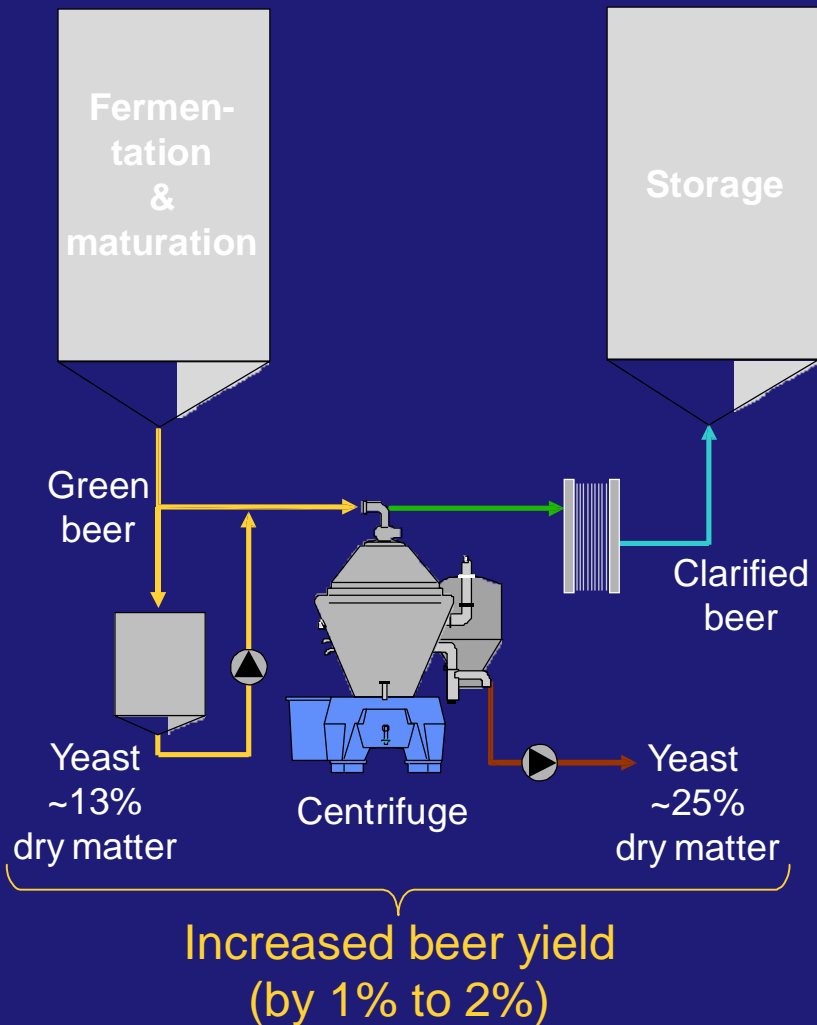 Fermen-
tation
&
maturation
Storage
Green
beer
Clarified
beer
Yeast
~13%
dry matter
Centrifuge
Yeast
~25%
dry matter
Increased beer yield
(by 1% to 2%)